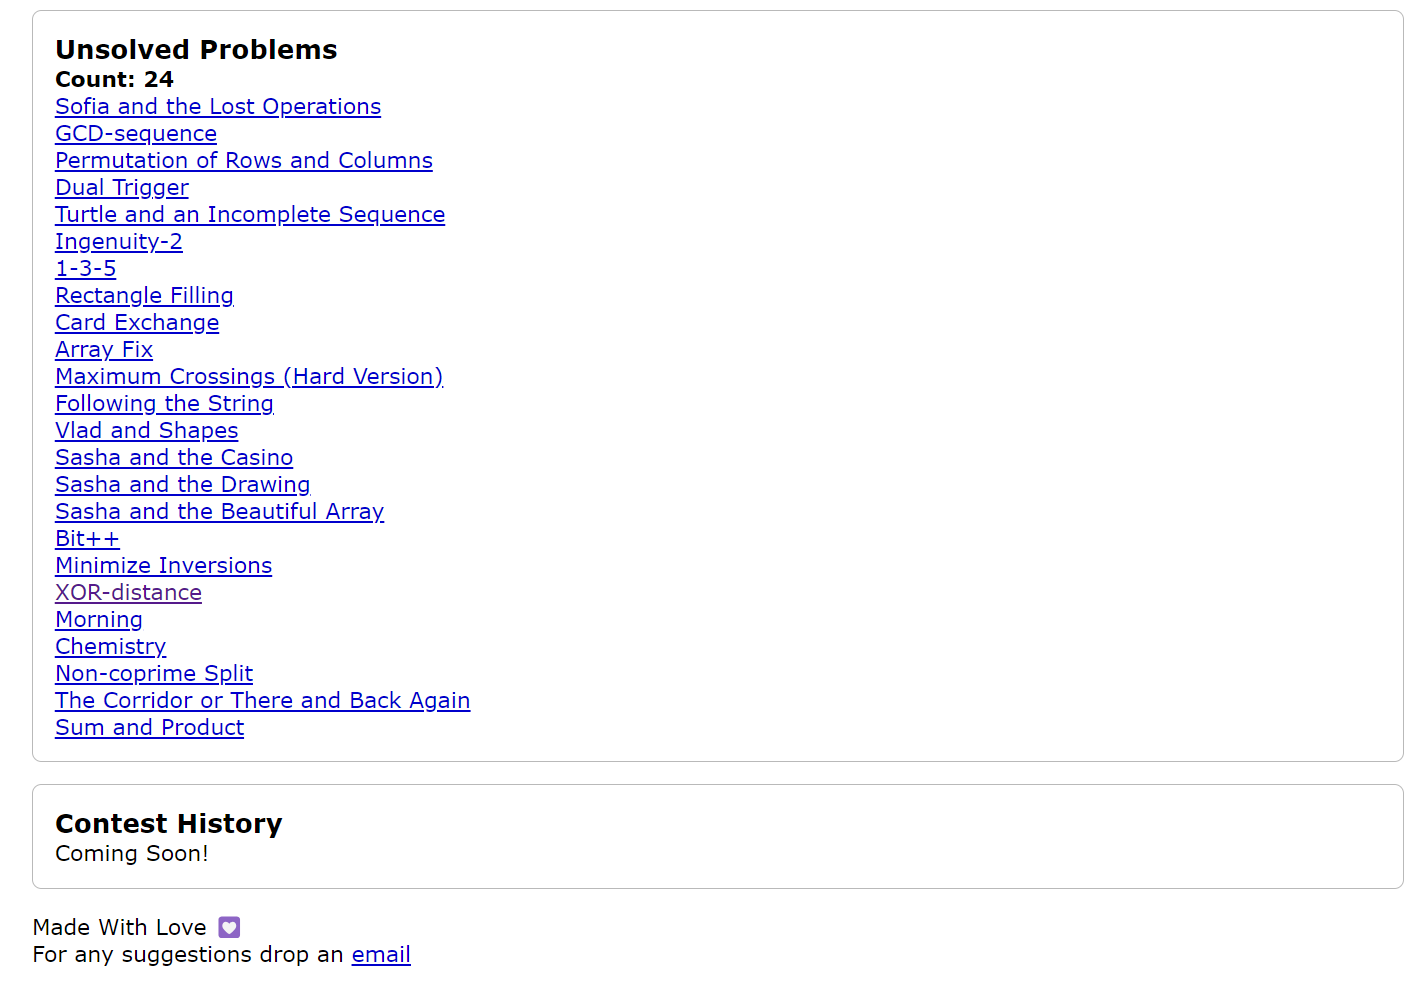 Unsolved Problems
Count: 24
Sofia and the Lost Operations
GCD-sequence
Permutation of Rows and Columns
Dual Trigger
Turtle and an Incomplete Sequence
Ingenuity-2
1-3-5
Rectangle Filling
Card Exchange
Array Fix
Maximum Crossings (Hard Version)
Following the String
Vlad and Shapes
Sasha and the Casino
Sasha and the Drawing
Sasha and the Beautiful Array
Bit++
Minimize Inversions
XOR-distance
Morning
Chemistry
Non-coprime Split
The Corridor or There and Back Again
Sum and Product
Contest History
Coming Soon!
Made With Love 💟
For any suggestions drop an email